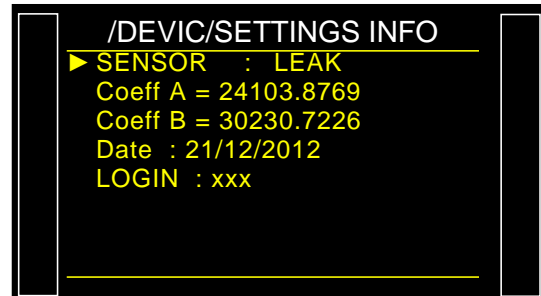 /DEVIC/SETTINGS INFO
► SENSOR : LEAK
Coeff A = 24103.8769
Coeff B = 30230.7226
Date : 21/12/2012
LOGIN : xxx